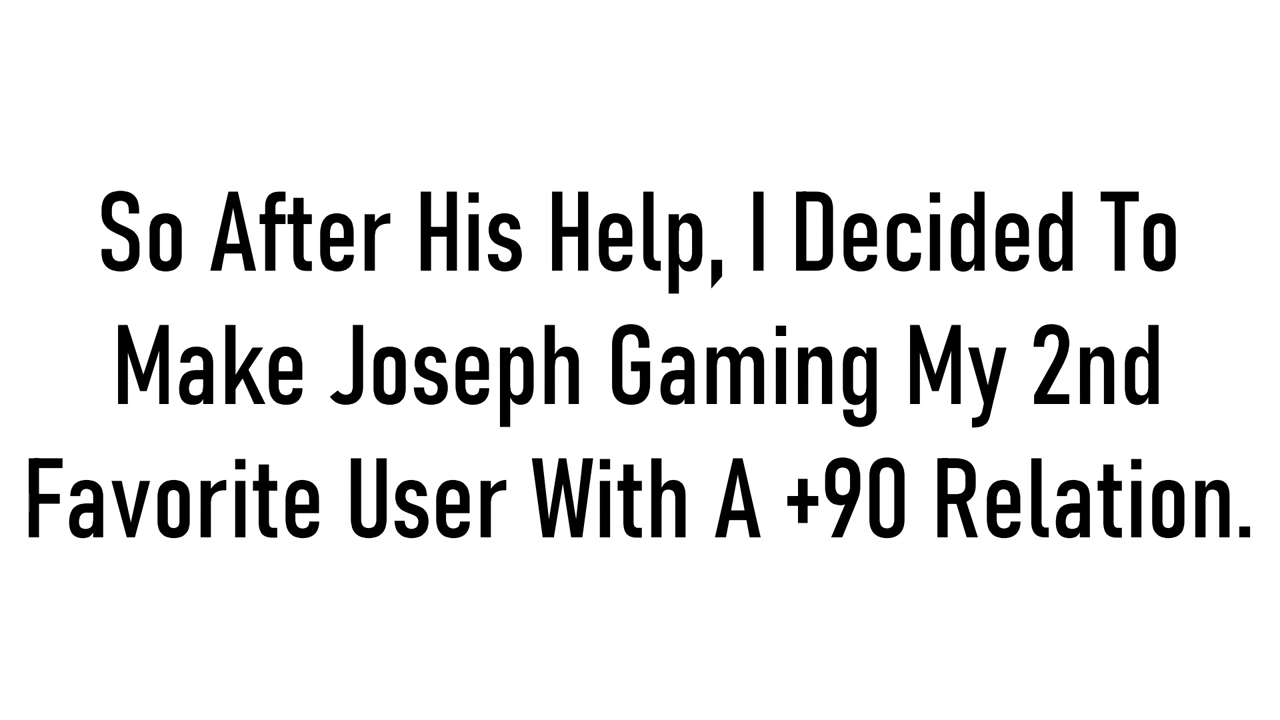 So After His Help, I Decided To
Make Joseph Gaming My 2nd
Favorite User With A +90 Relation.